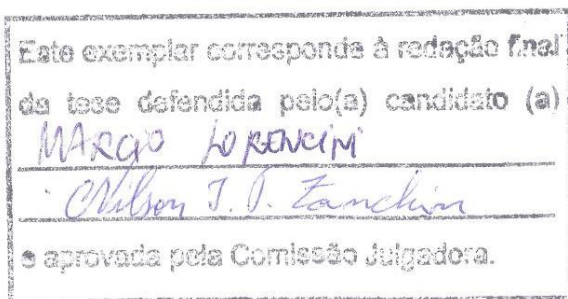 Este exemplar corresponde à redação final
da tese defendida pelo(a) candidato (a)
MARCIO LORENCINI
Nilson I. T. Zanchin
e aprovada pela Comissão Julgadora.